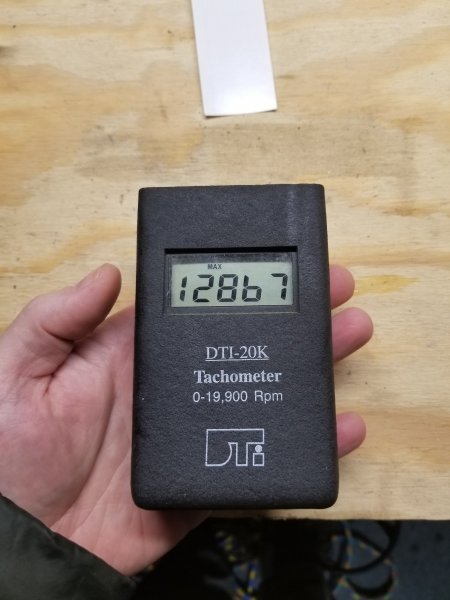 MAX
12867
DTI-20K
Tachometer
0-19,900 Rpm
DTi